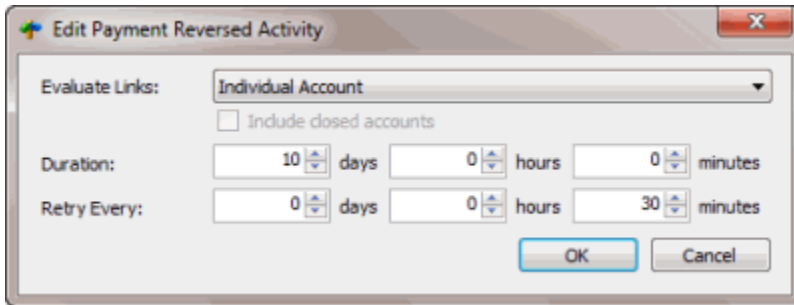 Edit Payment Reversed Activity
Evaluate Links: Individual Account
Include closed accounts
Duration: 10 days 0 hours 0 minutes
Retry Every: 0 days 0 hours 30 minutes
OK Cancel